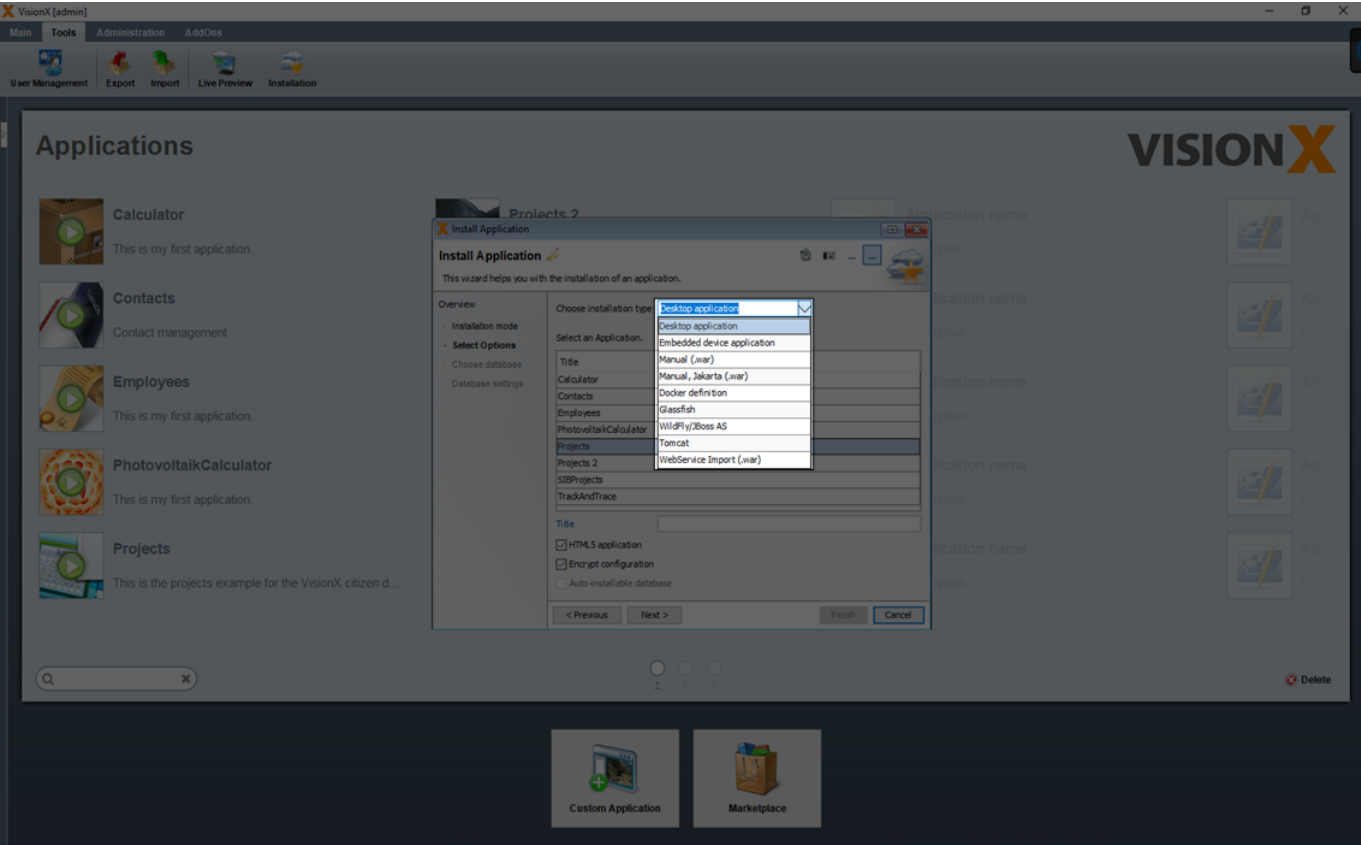 VisionX [admin]
Main Tools Administration AddOns
User Management Export Import Live Preview Installation
Applications
VISIONX
Calculator
This is my first application.
Contacts
Contact management
Employees
This is my first application.
PhotovoltaikCalculator
This is my first application.
Projects
This is the projects example for the VisionX citizen d...
Projects 2
Application name
Install Application
Install Application
This wizard helps you with the installation of an application.
Overview
- Installation mode
- Select Options
- Choose database
- Database settings
Choose installation type
Desktop application
Desktop application
Embedded device application
Manual (.war)
Manual, Jakarta (.war)
Docker definition
Glassfish
WildFly/JBoss AS
Tomcat
WebService Import (.war)
Select an Application.
Title
Calculator
Contacts
Employees
PhotovoltaikCalculator
Projects
Projects 2
SIBProjects
TrackAndTrace
Title
HTML5 application
Encrypt configuration
Auto-installable database
< Previous Next > Finish Cancel
1
Delete
Custom Application
Marketplace